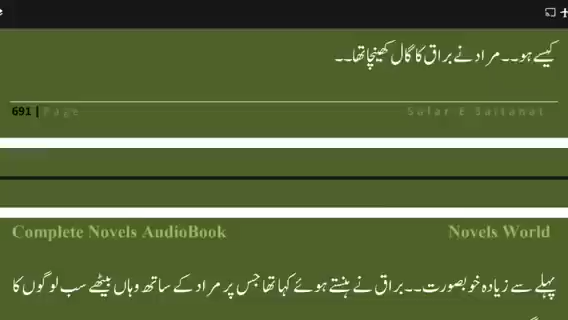 کیسے ہو۔۔ مراد نے براق کا گال کھینچا تھا۔۔
691 | Page
Salar E Saltanat
Complete Novels AudioBook
Novels World
پہلے سے زیادہ خوبصورت۔۔ براق نے ہنستے ہوئے کہا تھا جس پر مراد کے ساتھ وہاں بیٹھے سب لوگوں کا